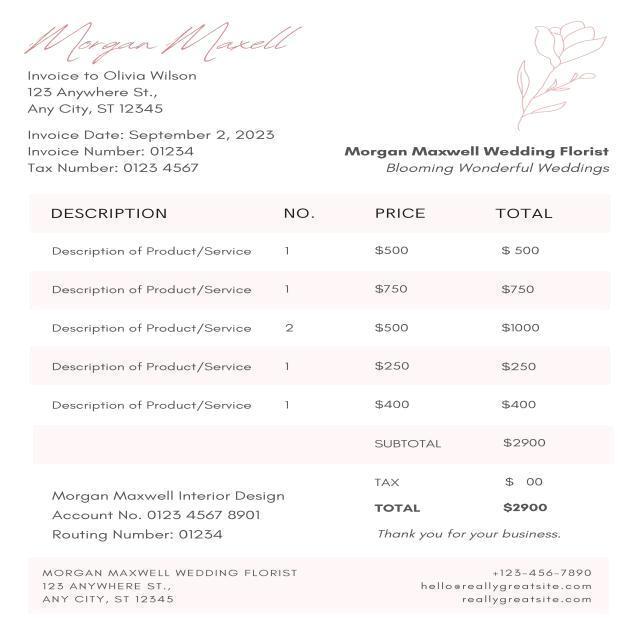 Morgan Maxell
Invoice to Olivia Wilson
123 Anywhere St.,
Any City, ST 12345
Invoice Date: September 2, 2023
Invoice Number: 01234
Tax Number: 0123 4567
Morgan Maxwell Wedding Florist
Blooming Wonderful Weddings
DESCRIPTION NO. PRICE TOTAL
Description of Product/Service 1 $500 $ 500
Description of Product/Service 1 $750 $750
Description of Product/Service 2 $500 $1000
Description of Product/Service 1 $250 $250
Description of Product/Service 1 $400 $400
SUBTOTAL $2900
TAX $ 00
TOTAL $2900
Thank you for your business.
Morgan Maxwell Interior Design
Account No. 0123 4567 8901
Routing Number: 01234
MORGAN MAXWELL WEDDING FLORIST
123 ANYWHERE ST.,
ANY CITY, ST 12345
+123-456-7890
hello@reallygreatsite.com
reallygreatsite.com